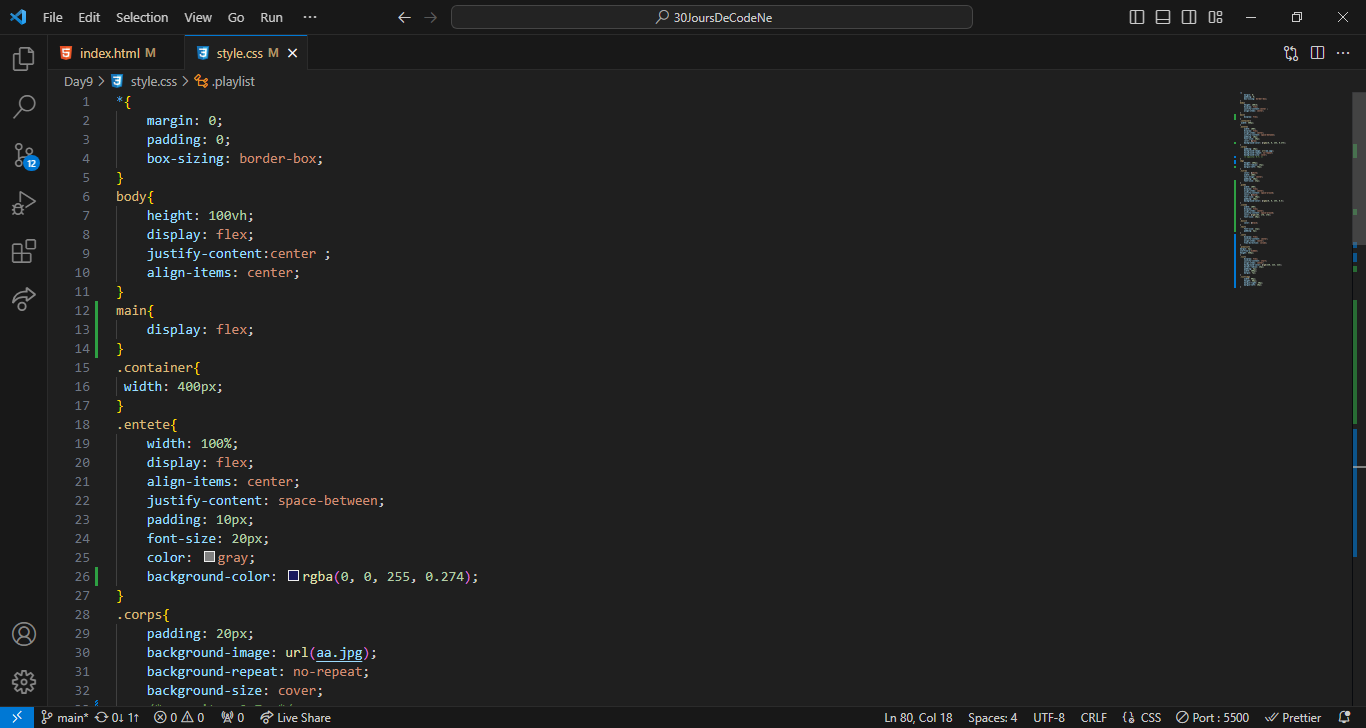 File Edit Selection View Go Run ··· 30JoursDeCodeNe
index.html M style.css M
Day9 > style.css > .playlist
1 *{
2 margin: 0;
3 padding: 0;
4 box-sizing: border-box;
5 }
6 body{
7 height: 100vh;
8 display: flex;
9 justify-content:center ;
10 align-items: center;
11 }
12 main{
13 display: flex;
14 }
15 .container{
16 width: 400px;
17 }
18 .entete{
19 width: 100%;
20 display: flex;
21 align-items: center;
22 justify-content: space-between;
23 padding: 10px;
24 font-size: 20px;
25 color: gray;
26 background-color: rgba(0, 0, 255, 0.274);
27 }
28 .corps{
29 padding: 20px;
30 background-image: url(aa.jpg);
31 background-repeat: no-repeat;
32 background-size: cover;
12
main* 0↓ 1↑ 0 0 0 Live Share Ln 80, Col 18 Spaces: 4 UTF-8 CRLF CSS Port : 5500 Prettier